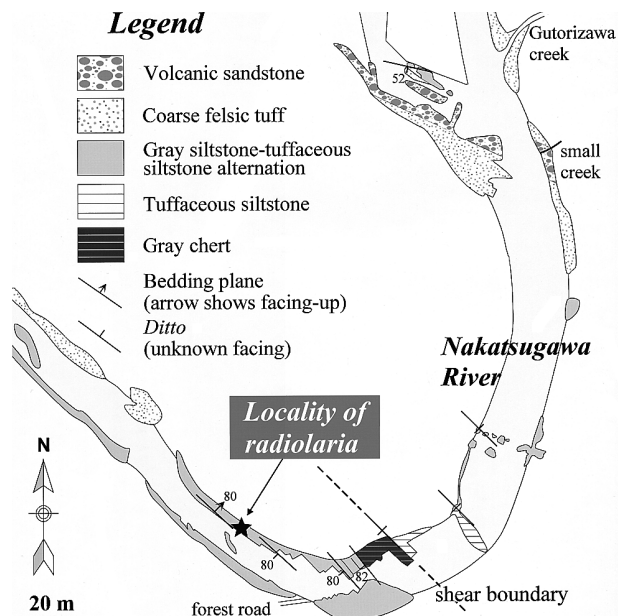 Legend
Volcanic sandstone
Coarse felsic tuff
Gray siltstone-tuffaceous
siltstone alternation
Tuffaceous siltstone
Gray chert
Bedding plane
(arrow shows facing-up)
Ditto
(unknown facing)
Gutorizawa
creek
52
small
creek
Nakatsugawa
River
Locality of
radiolaria
N
80
80
80
82
20 m
forest road
shear boundary